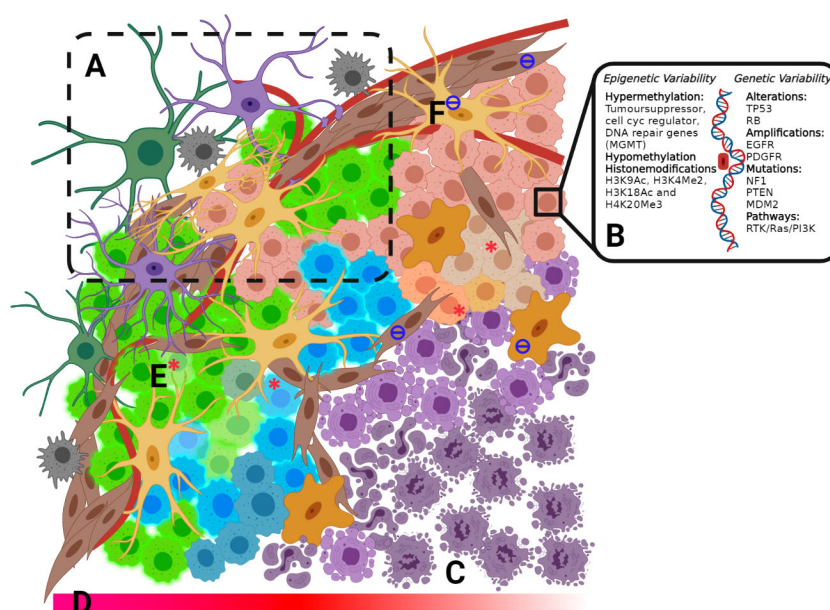 A
F
Epigenetic Variability
Genetic Variability
Hypermethylation:
Tumoursuppressor,
cell cyc regulator,
DNA repair genes
(MGMT)
Hypomethylation
Histonemodifications
H3K9Ac, H3K4Me2,
H3K18Ac and
H4K20Me3
Alterations:
TP53
RB
Amplifications:
EGFR
PDGFR
Mutations:
NF1
PTEN
MDM2
Pathways:
RTK/Ras/PI3K
B
*
*
E*
*
C
D